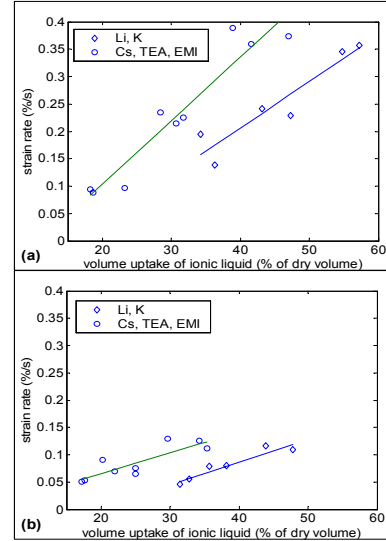 0.4
0.35
0.3
0.25
0.2
0.15
0.1
0.05
0
strain rate (%/s)
Li, K
Cs, TEA, EMI
20 30 40 50 60
volume uptake of ionic liquid (% of dry volume)
(a)
0.4
0.35
0.3
0.25
0.2
0.15
0.1
0.05
0
strain rate (%/s)
Li, K
Cs, TEA, EMI
20 30 40 50 60
volume uptake of ionic liquid (% of dry volume)
(b)